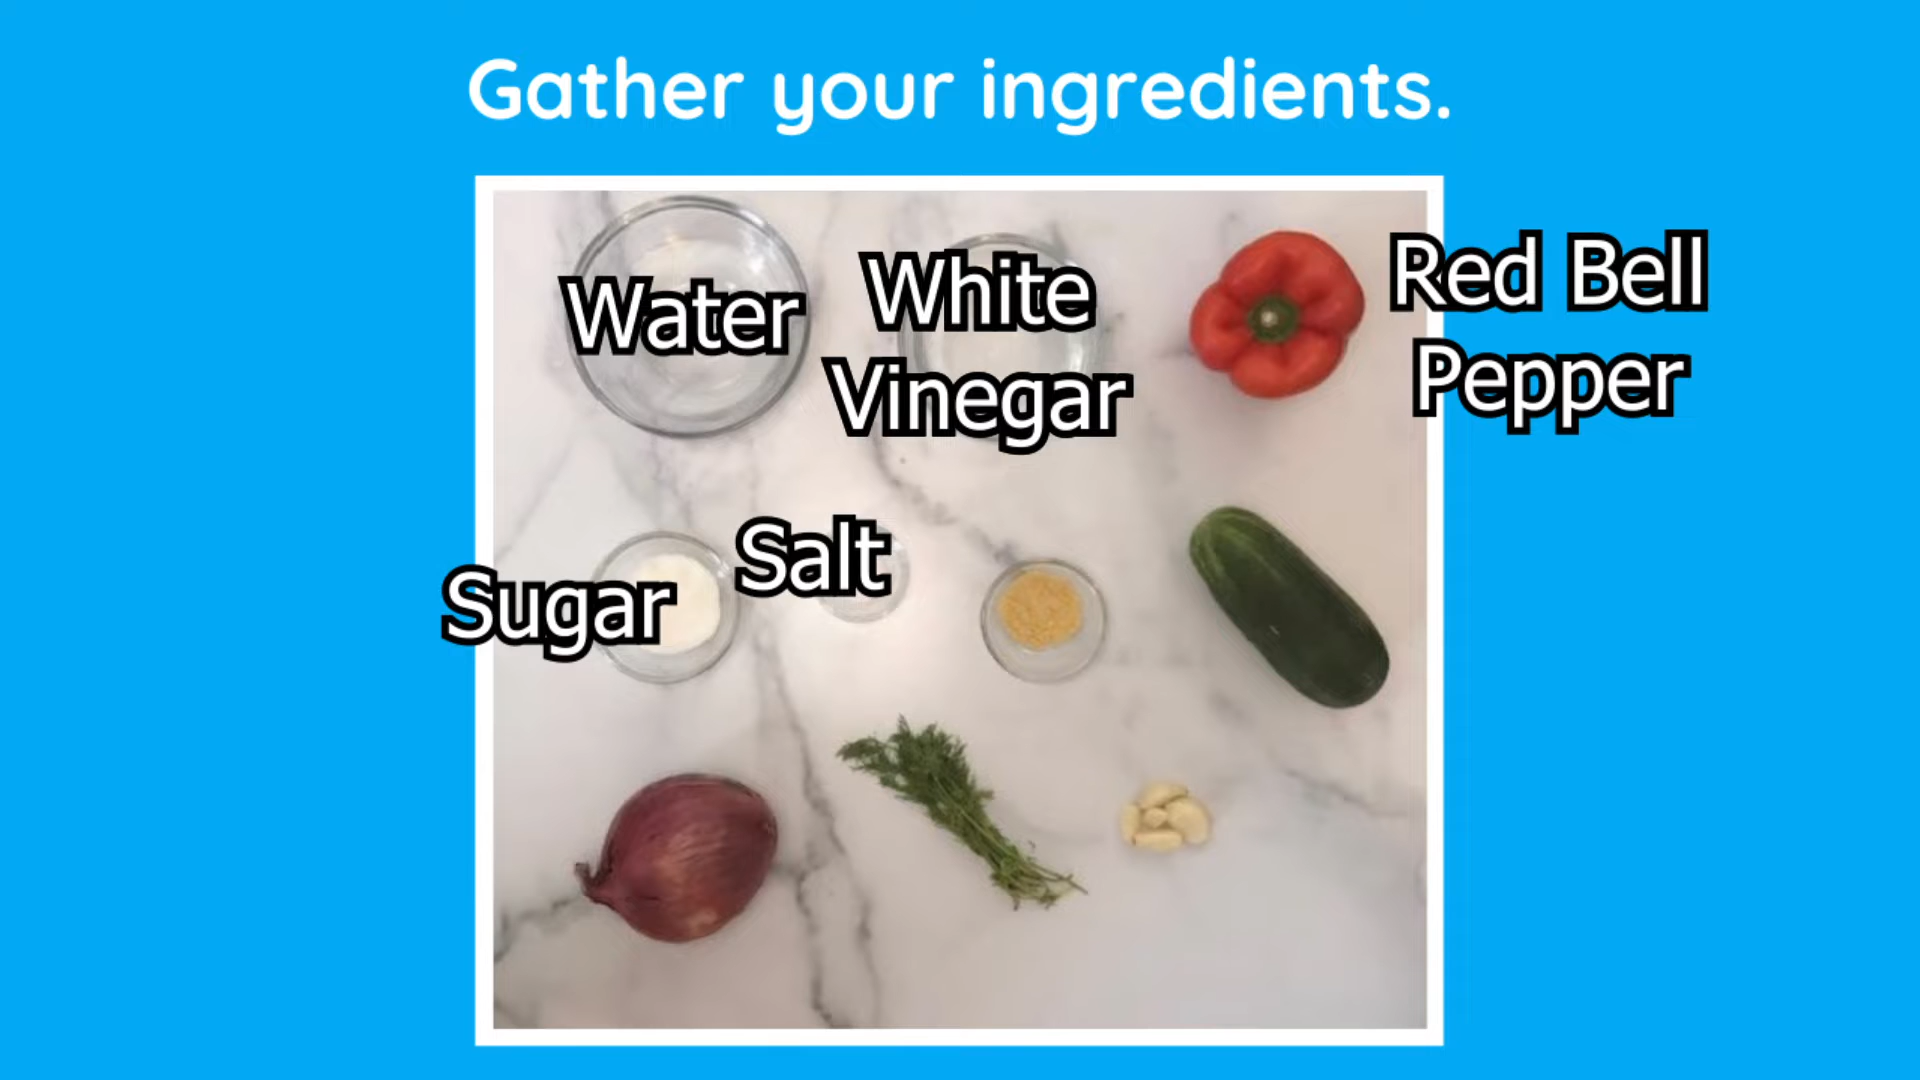 Gather your ingredients.
Water
White
Vinegar
Red Bell
Pepper
Sugar
Salt